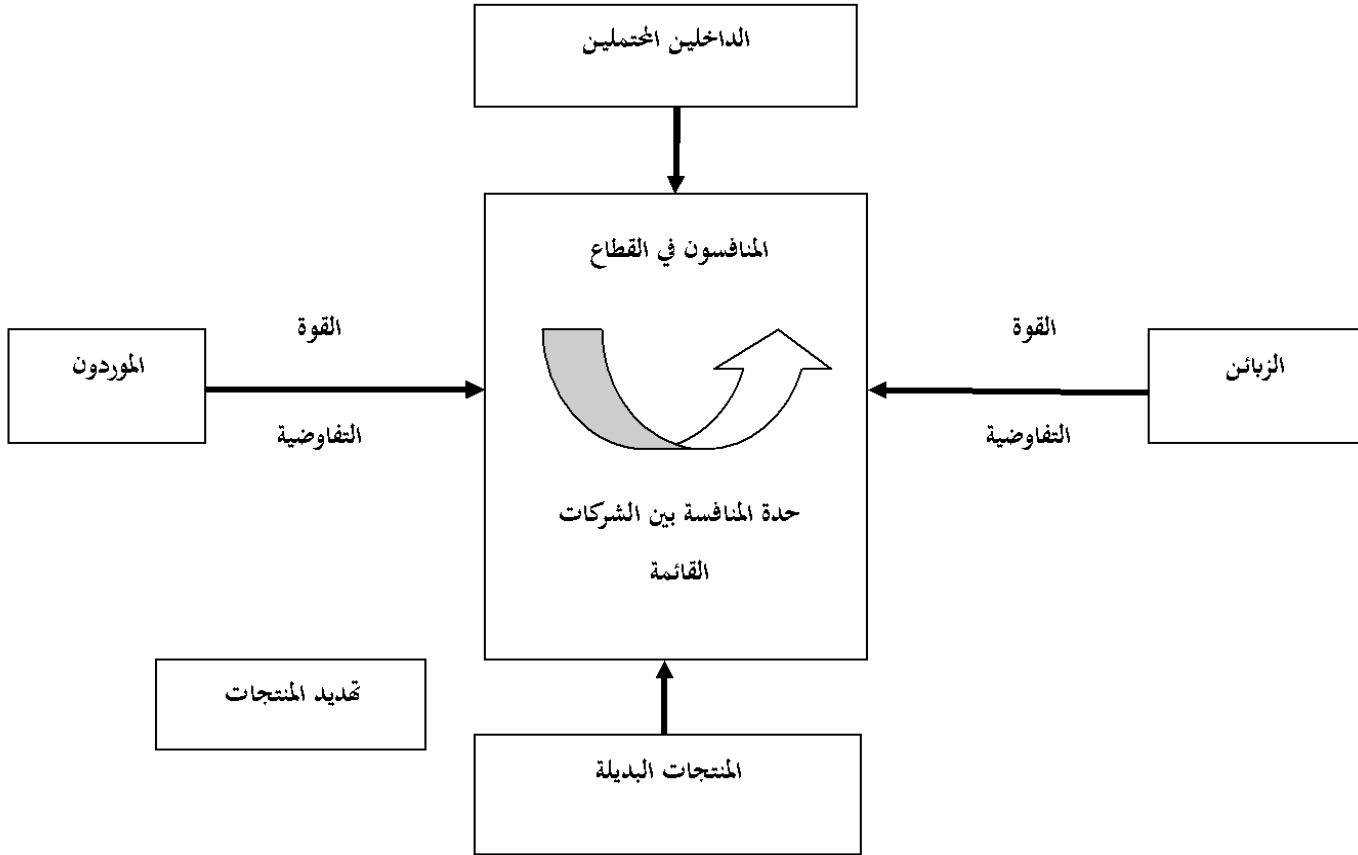 الداخلين المحتملين
المنافسون في القطاع
القوة
الزبائن
التفاوضية
القوة
الموردون
التفاوضية
حدة المنافسة بين الشركات
القائمة
تهديد المنتجات
المنتجات البديلة